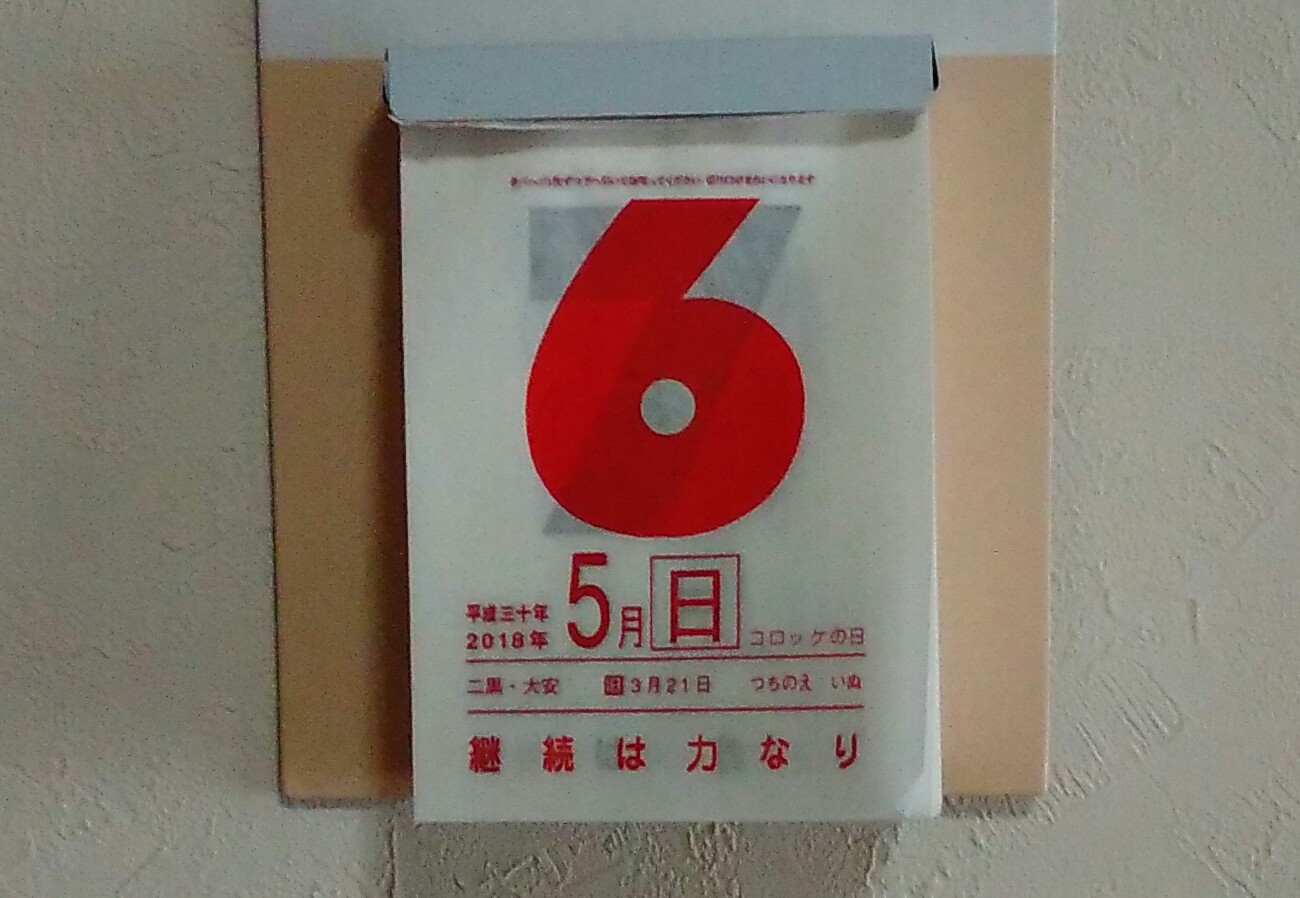 6
平成三十年
2018年
5月 日 コロッケの日
二黒・大安 旧3月21日 つちのえ いぬ
継続は力なり